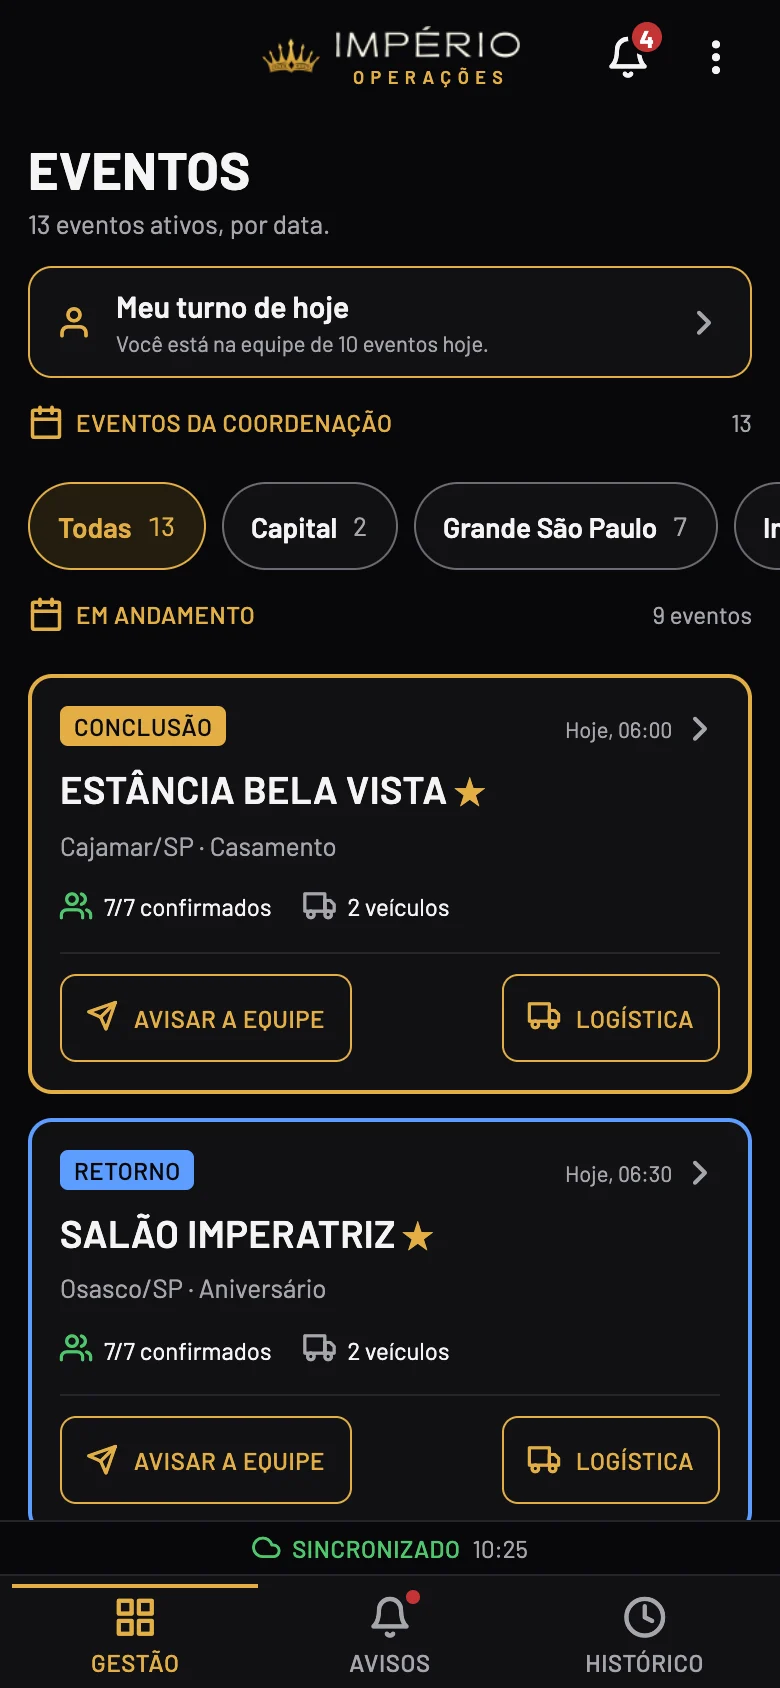 IMPÉRIO
OPERAÇÕES
4
EVENTOS
13 eventos ativos, por data.
Meu turno de hoje
Você está na equipe de 10 eventos hoje.
EVENTOS DA COORDENAÇÃO 13
Todas 13 Capital 2 Grande São Paulo 7 In
EM ANDAMENTO 9 eventos
CONCLUSÃO Hoje, 06:00
ESTÂNCIA BELA VISTA ★
Cajamar/SP · Casamento
7/7 confirmados 2 veículos
AVISAR A EQUIPE LOGÍSTICA
RETORNO Hoje, 06:30
SALÃO IMPERATRIZ ★
Osasco/SP · Aniversário
7/7 confirmados 2 veículos
AVISAR A EQUIPE LOGÍSTICA
SINCRONIZADO 10:25
GESTÃO AVISOS HISTÓRICO